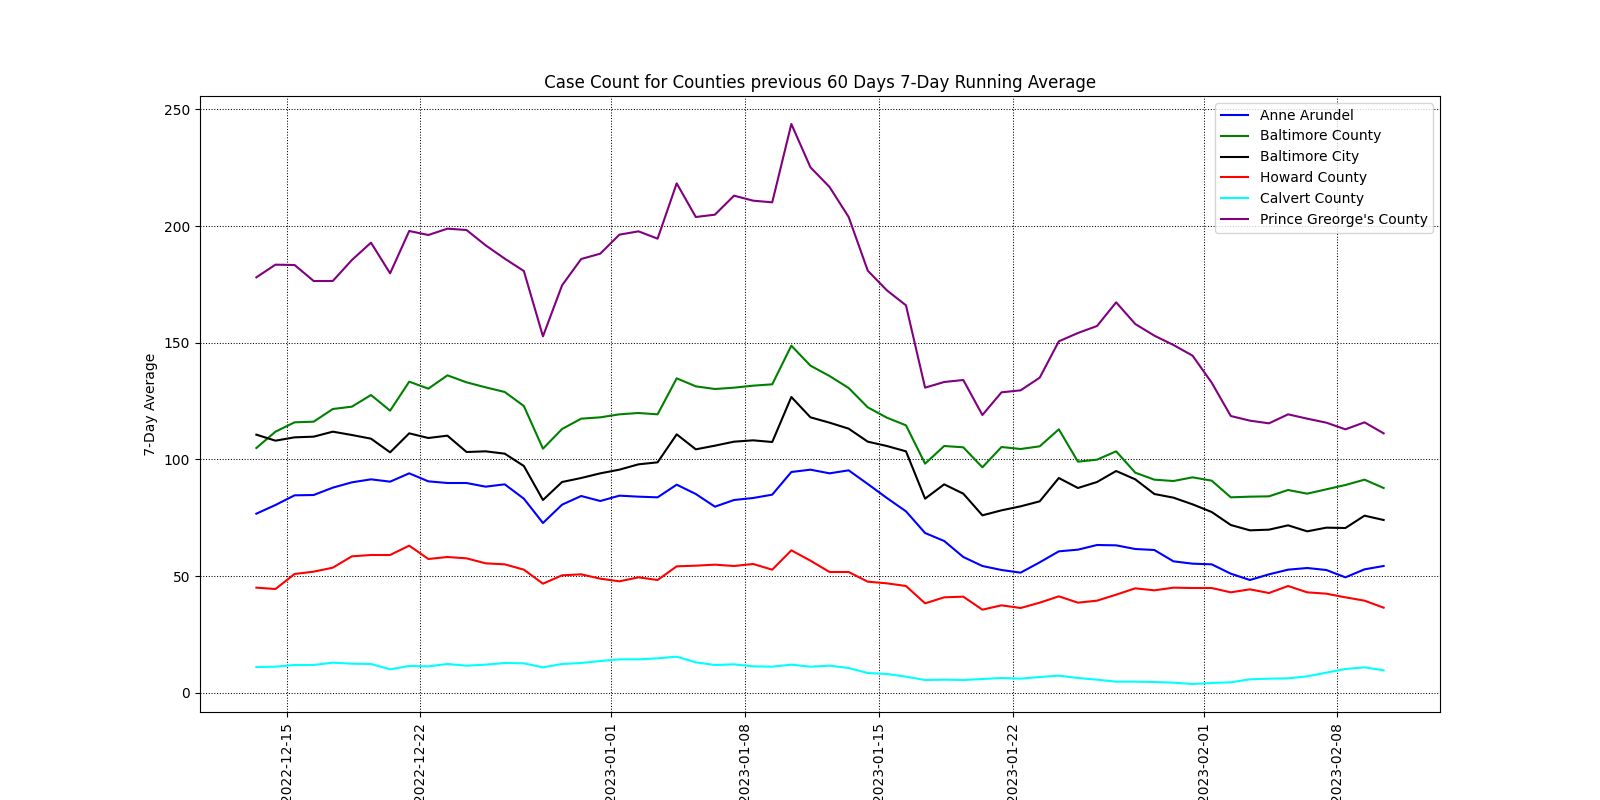 Case Count for Counties previous 60 Days 7-Day Running Average
250
200
150
100
50
0
7-Day Average
Anne Arundel
Baltimore County
Baltimore City
Howard County
Calvert County
Prince Greorge's County
2022-12-15
2022-12-22
2023-01-01
2023-01-08
2023-01-15
2023-01-22
2023-02-01
2023-02-08